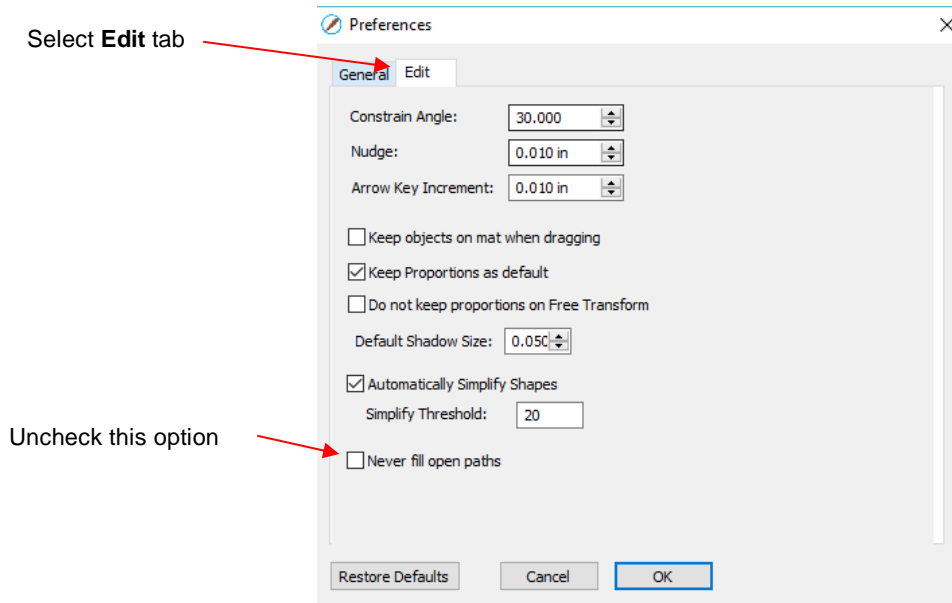 Preferences
Select Edit tab
General Edit
Constrain Angle: 30.000
Nudge: 0.010 in
Arrow Key Increment: 0.010 in
Keep objects on mat when dragging
Keep Proportions as default
Do not keep proportions on Free Transform
Default Shadow Size: 0.050
Automatically Simplify Shapes
Simplify Threshold: 20
Uncheck this option
Never fill open paths
Restore Defaults Cancel OK